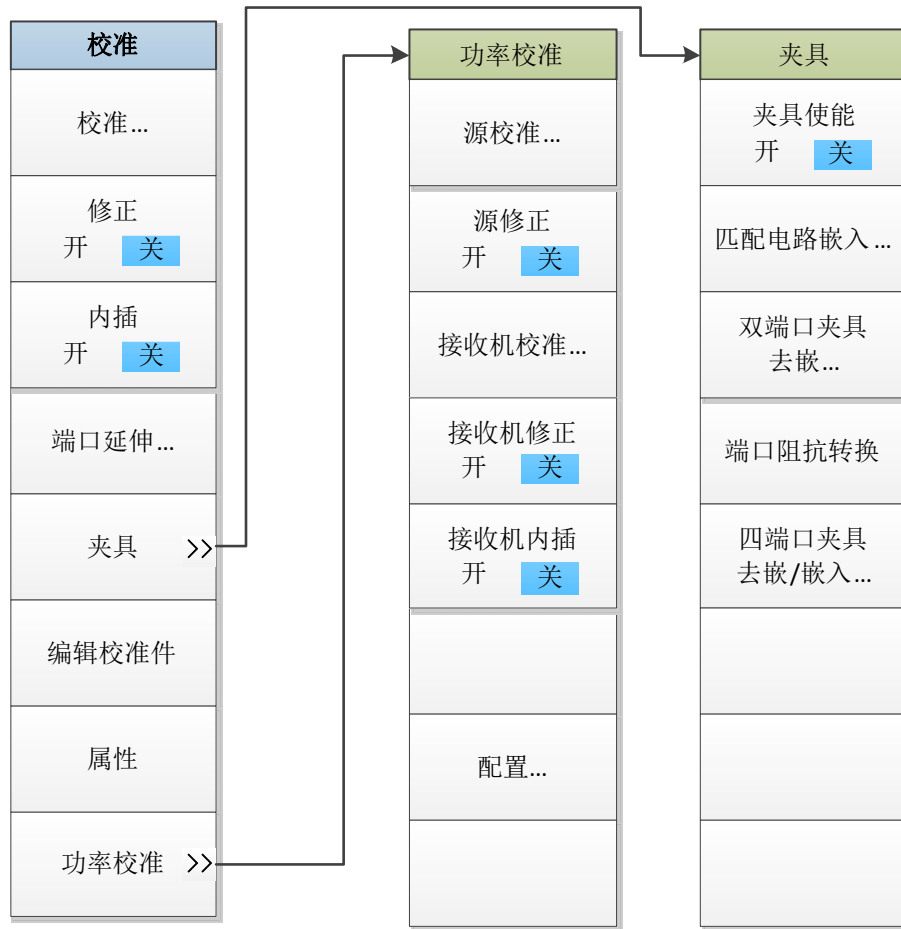 校准
校准...
修正
开 关
内插
开 关
端口延伸...
夹具 >>
编辑校准件
属性
功率校准 >>
功率校准
源校准...
源修正
开 关
接收机校准...
接收机修正
开 关
接收机内插
开 关
配置...
夹具
夹具使能
开 关
匹配电路嵌入...
双端口夹具
去嵌...
端口阻抗转换
四端口夹具
去嵌/嵌入...